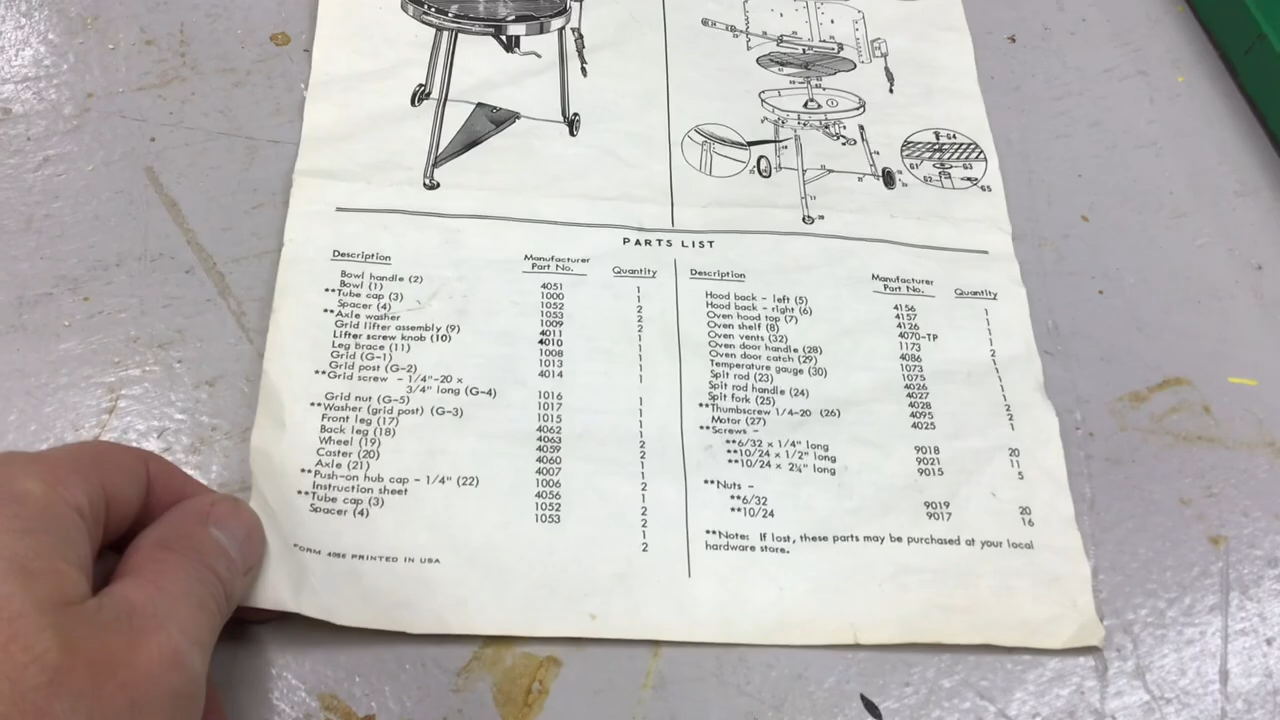 G4
G1
G3
G2
G5
PARTS LIST
Description
Bowl handle (2)
Bowl (1)
**Tube cap (3)
Spacer (4)
**Axle washer
Grid lifter assembly (9)
Lifter screw knob (10)
Leg brace (11)
Grid (G-1)
Grid post (G-2)
**Grid screw - 1/4"-20 x
3/4" long (G-4)
Grid nut (G-5)
**Washer (grid post) (G-3)
Front leg (17)
Back leg (18)
Wheel (19)
Caster (20)
Axle (21)
**Push-on hub cap - 1/4" (22)
Instruction sheet
**Tube cap (3)
Spacer (4)
Manufacturer
Part No.
4051
1000
1052
1053
1009
4011
4010
1008
1013
4014
1016
1017
1015
4062
4063
4059
4060
4007
1006
4056
1052
1053
Quantity
1
1
2
2
2
1
1
1
1
1
1
1
1
1
2
2
1
1
2
1
2
2
1
2
FORM 4056 PRINTED IN USA
Description
Hood back - left (5)
Hood back - right (6)
Oven hood top (7)
Oven shelf (8)
Oven vents (32)
Oven door handle (28)
Oven door catch (29)
Temperature gauge (30)
Spit rod (23)
Spit rod handle (24)
Spit fork (25)
**Thumbscrew 1/4-20 (26)
Motor (27)
**Screws -
**6/32 x 1/4" long
**10/24 x 1/2" long
**10/24 x 2¼" long
**Nuts -
**6/32
**10/24
Manufacturer
Part No.
4156
4157
4126
4070-TP
1173
4086
1073
1075
4026
4027
4028
4095
4025
9018
9021
9015
9019
9017
Quantity
1
1
1
1
2
1
1
1
1
1
2
2
1
20
11
5
20
16
**Note: If lost, these parts may be purchased at your local
hardware store.